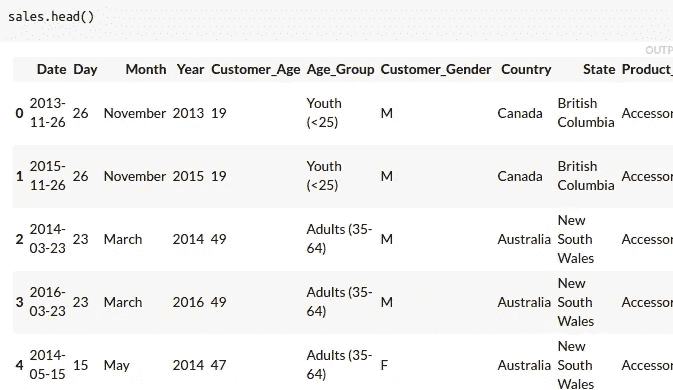 sales.head()
OUTP
Date Day Month Year Customer_Age Age_Group Customer_Gender Country State Product_
0 2013-11-26 26 November 2013 19 Youth (<25) M Canada British Columbia Accessor
1 2015-11-26 26 November 2015 19 Youth (<25) M Canada British Columbia Accessor
2 2014-03-23 23 March 2014 49 Adults (35-64) M Australia New South Wales Accessor
3 2016-03-23 23 March 2016 49 Adults (35-64) M Australia New South Wales Accessor
4 2014-05-15 15 May 2014 47 Adults (35-64) F Australia New South Wales Accessor